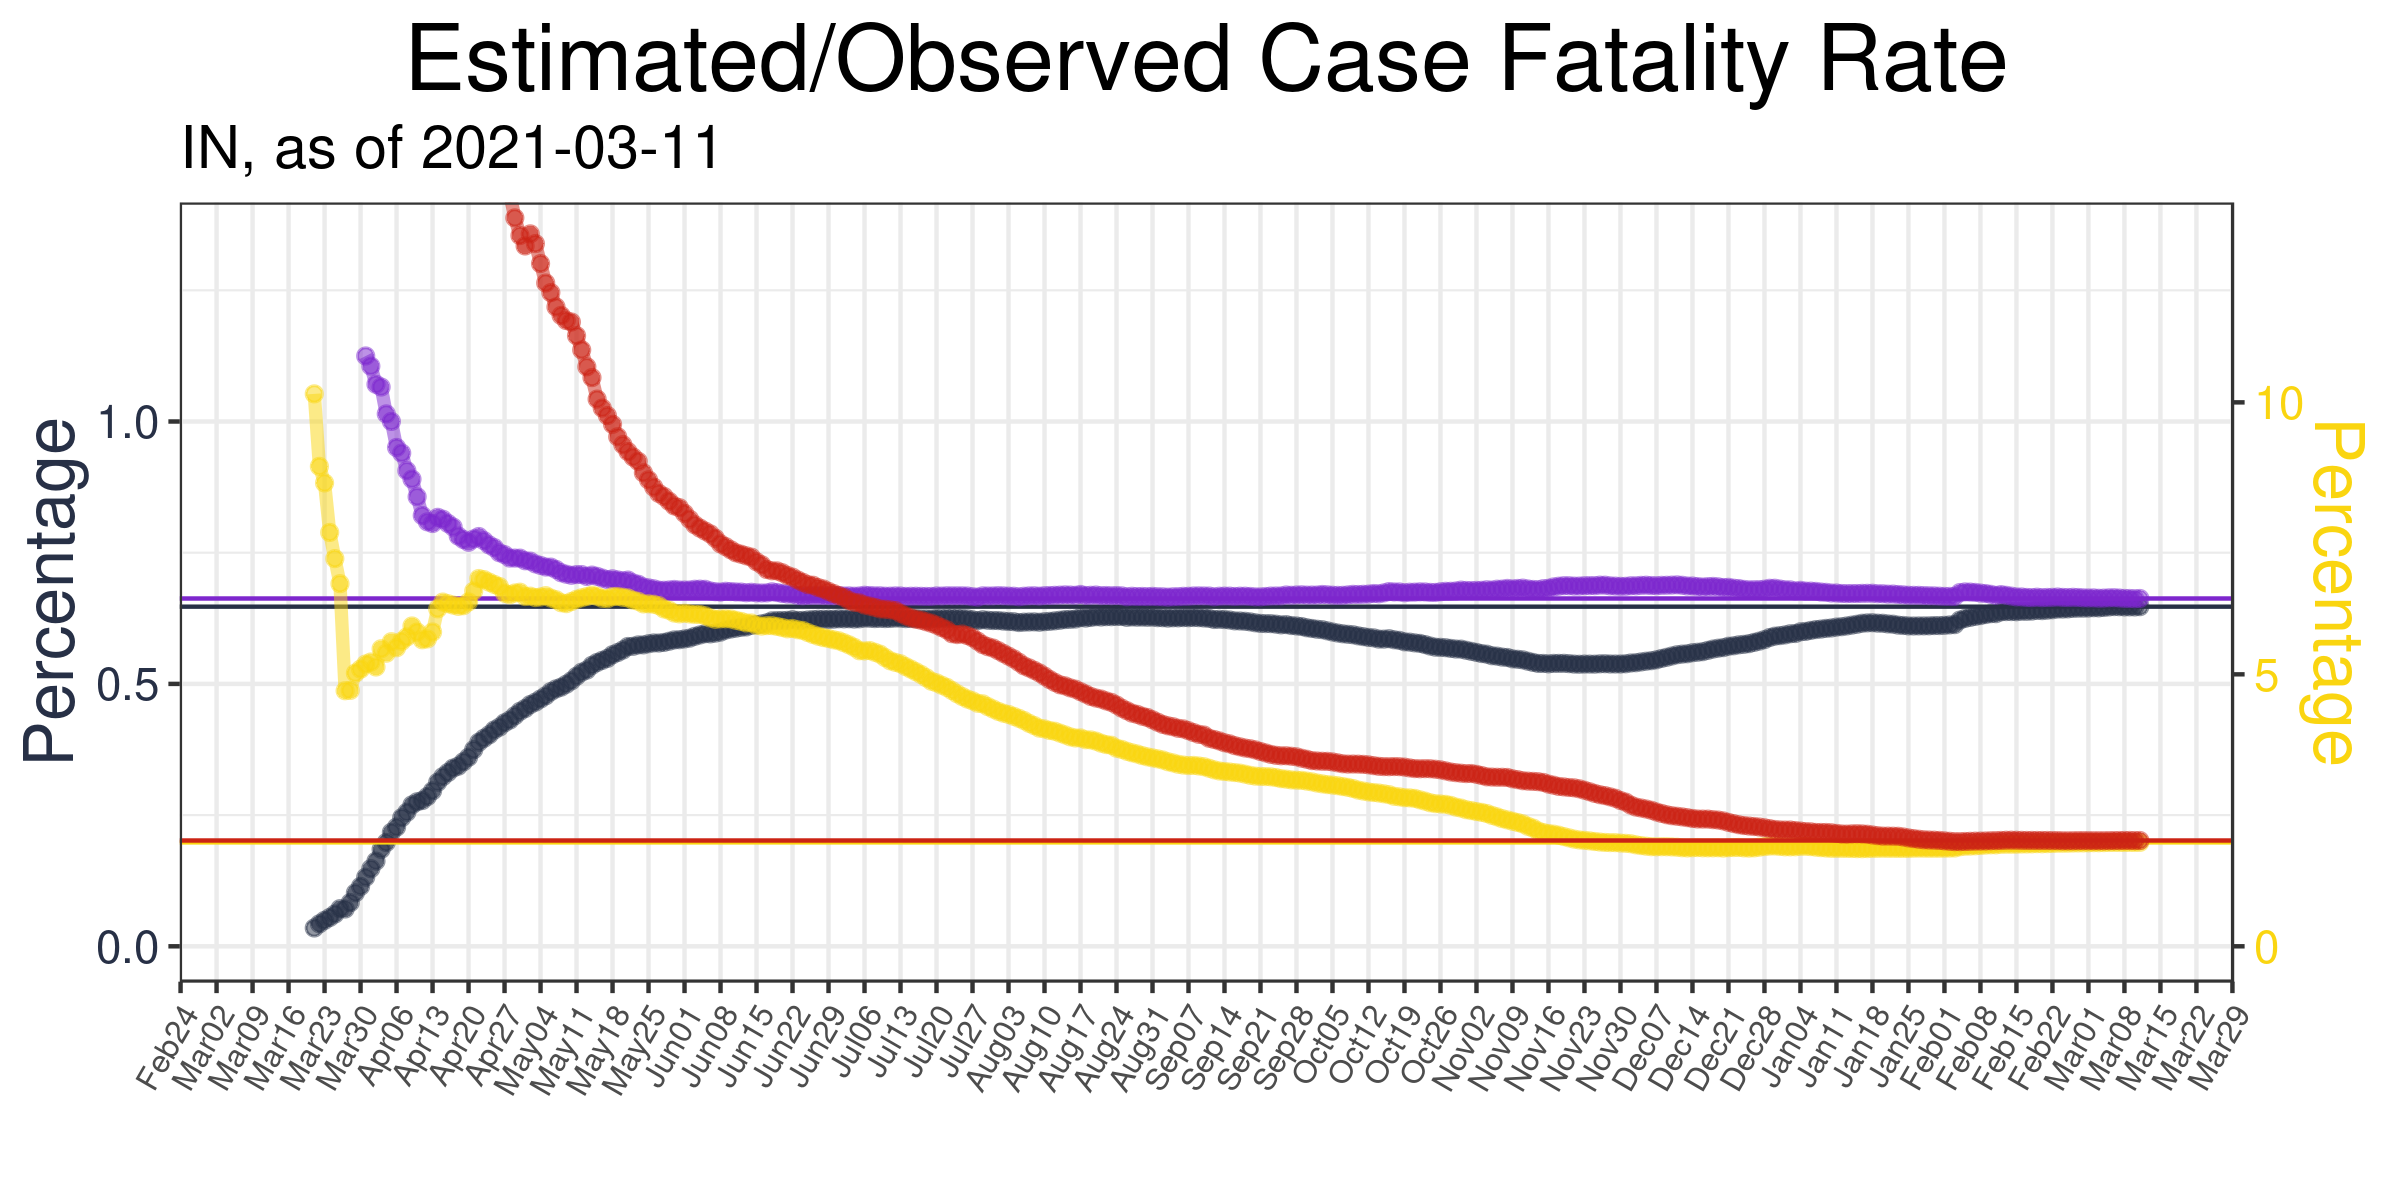 Estimated/Observed Case Fatality Rate
IN, as of 2021-03-11
Percentage
1.0
0.5
0.0
10
5
0
Percentage
Feb24
Mar02
Mar09
Mar16
Mar23
Mar30
Apr06
Apr13
Apr20
Apr27
May04
May11
May18
May25
Jun01
Jun08
Jun15
Jun22
Jun29
Jul06
Jul13
Jul20
Jul27
Aug03
Aug10
Aug17
Aug24
Aug31
Sep07
Sep14
Sep21
Sep28
Oct05
Oct12
Oct19
Oct26
Nov02
Nov09
Nov16
Nov23
Nov30
Dec07
Dec14
Dec21
Dec28
Jan04
Jan11
Jan18
Jan25
Feb01
Feb08
Feb15
Feb22
Mar01
Mar08
Mar15
Mar22
Mar29